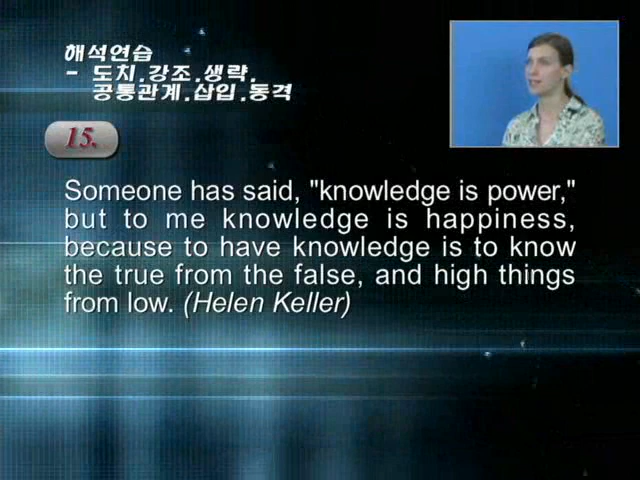 해석연습
- 도치.강조.생략.
공통관계.삽입.동격
15.
Someone has said, "knowledge is power,"
but to me knowledge is happiness,
because to have knowledge is to know
the true from the false, and high things
from low. (Helen Keller)